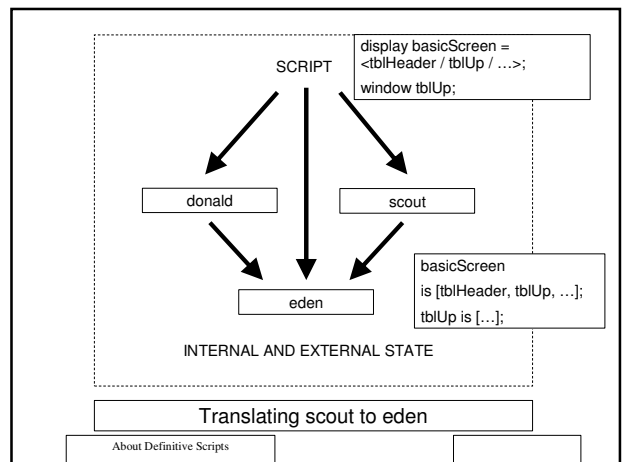 display basicScreen =
<tblHeader / tblUp / …>;
window tblUp;
SCRIPT
donald
scout
basicScreen
is [tblHeader, tblUp, …];
tblUp is […];
eden
INTERNAL AND EXTERNAL STATE
Translating scout to eden
About Definitive Scripts